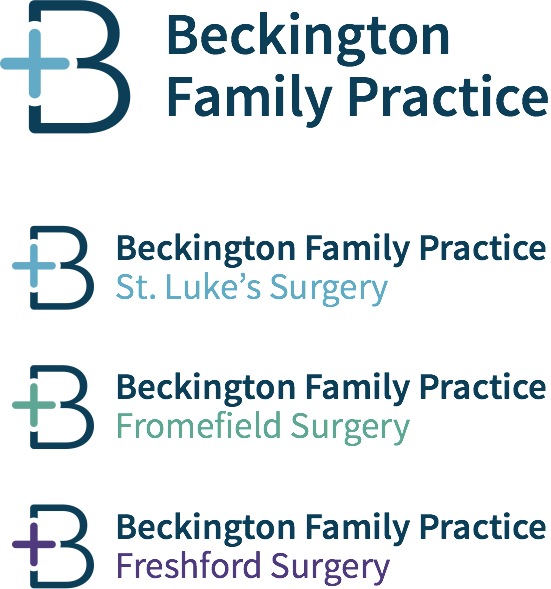 Beckington
Family Practice
Beckington Family Practice
St. Luke’s Surgery
Beckington Family Practice
Fromefield Surgery
Beckington Family Practice
Freshford Surgery